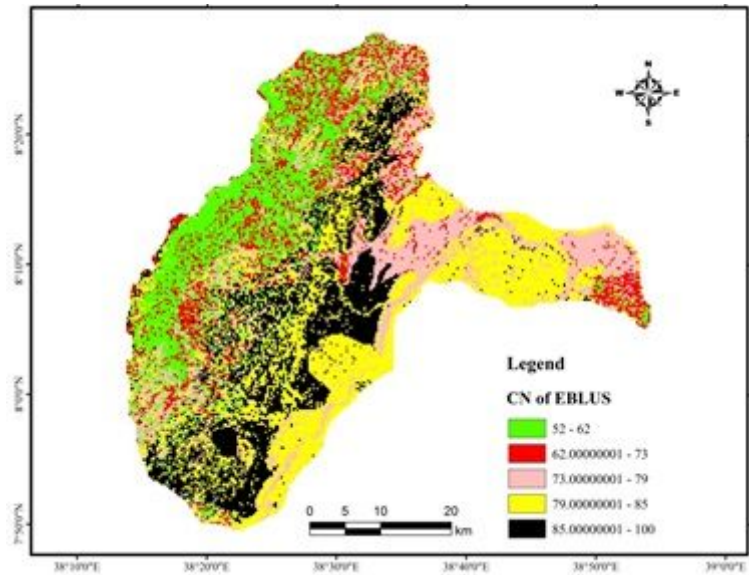 N
W E
S
8°20'0"N
8°10'0"N
8°0'0"N
7°50'0"N
Legend
CN of EBLUS
52 - 62
62.00000001 - 73
73.00000001 - 79
79.00000001 - 85
85.00000001 - 100
0 5 10 20
km
38°10'0"E 38°20'0"E 38°30'0"E 38°40'0"E 38°50'0"E 39°0'0"E